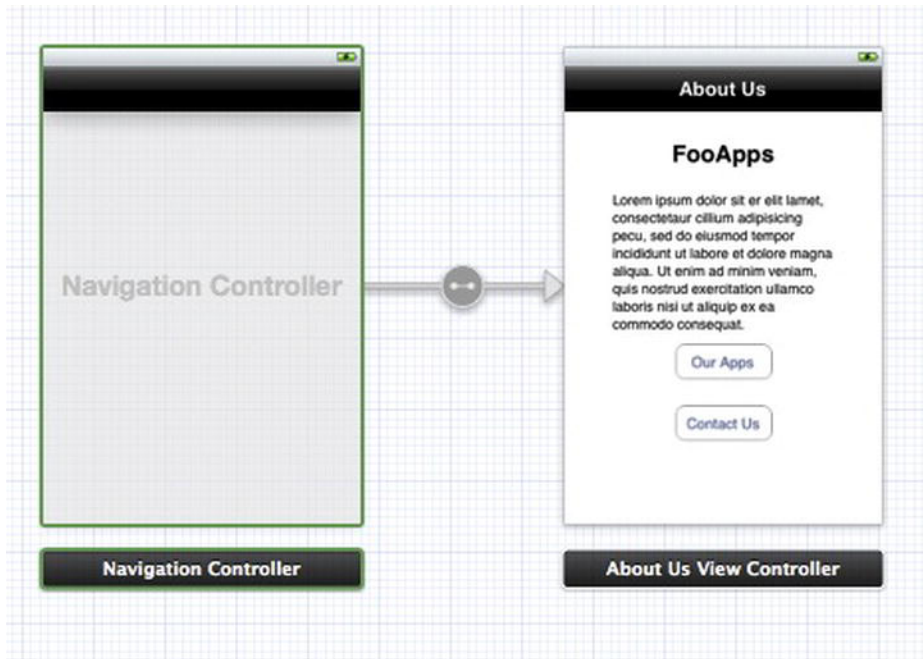 Navigation Controller
Navigation Controller
About Us
FooApps
Lorem ipsum dolor sit er elit lamet,
consectetaur cillium adipisicing
pecu, sed do eiusmod tempor
incididunt ut labore et dolore magna
aliqua. Ut enim ad minim veniam,
quis nostrud exercitation ullamco
laboris nisi ut aliquip ex ea
commodo consequat.
Our Apps
Contact Us
About Us View Controller